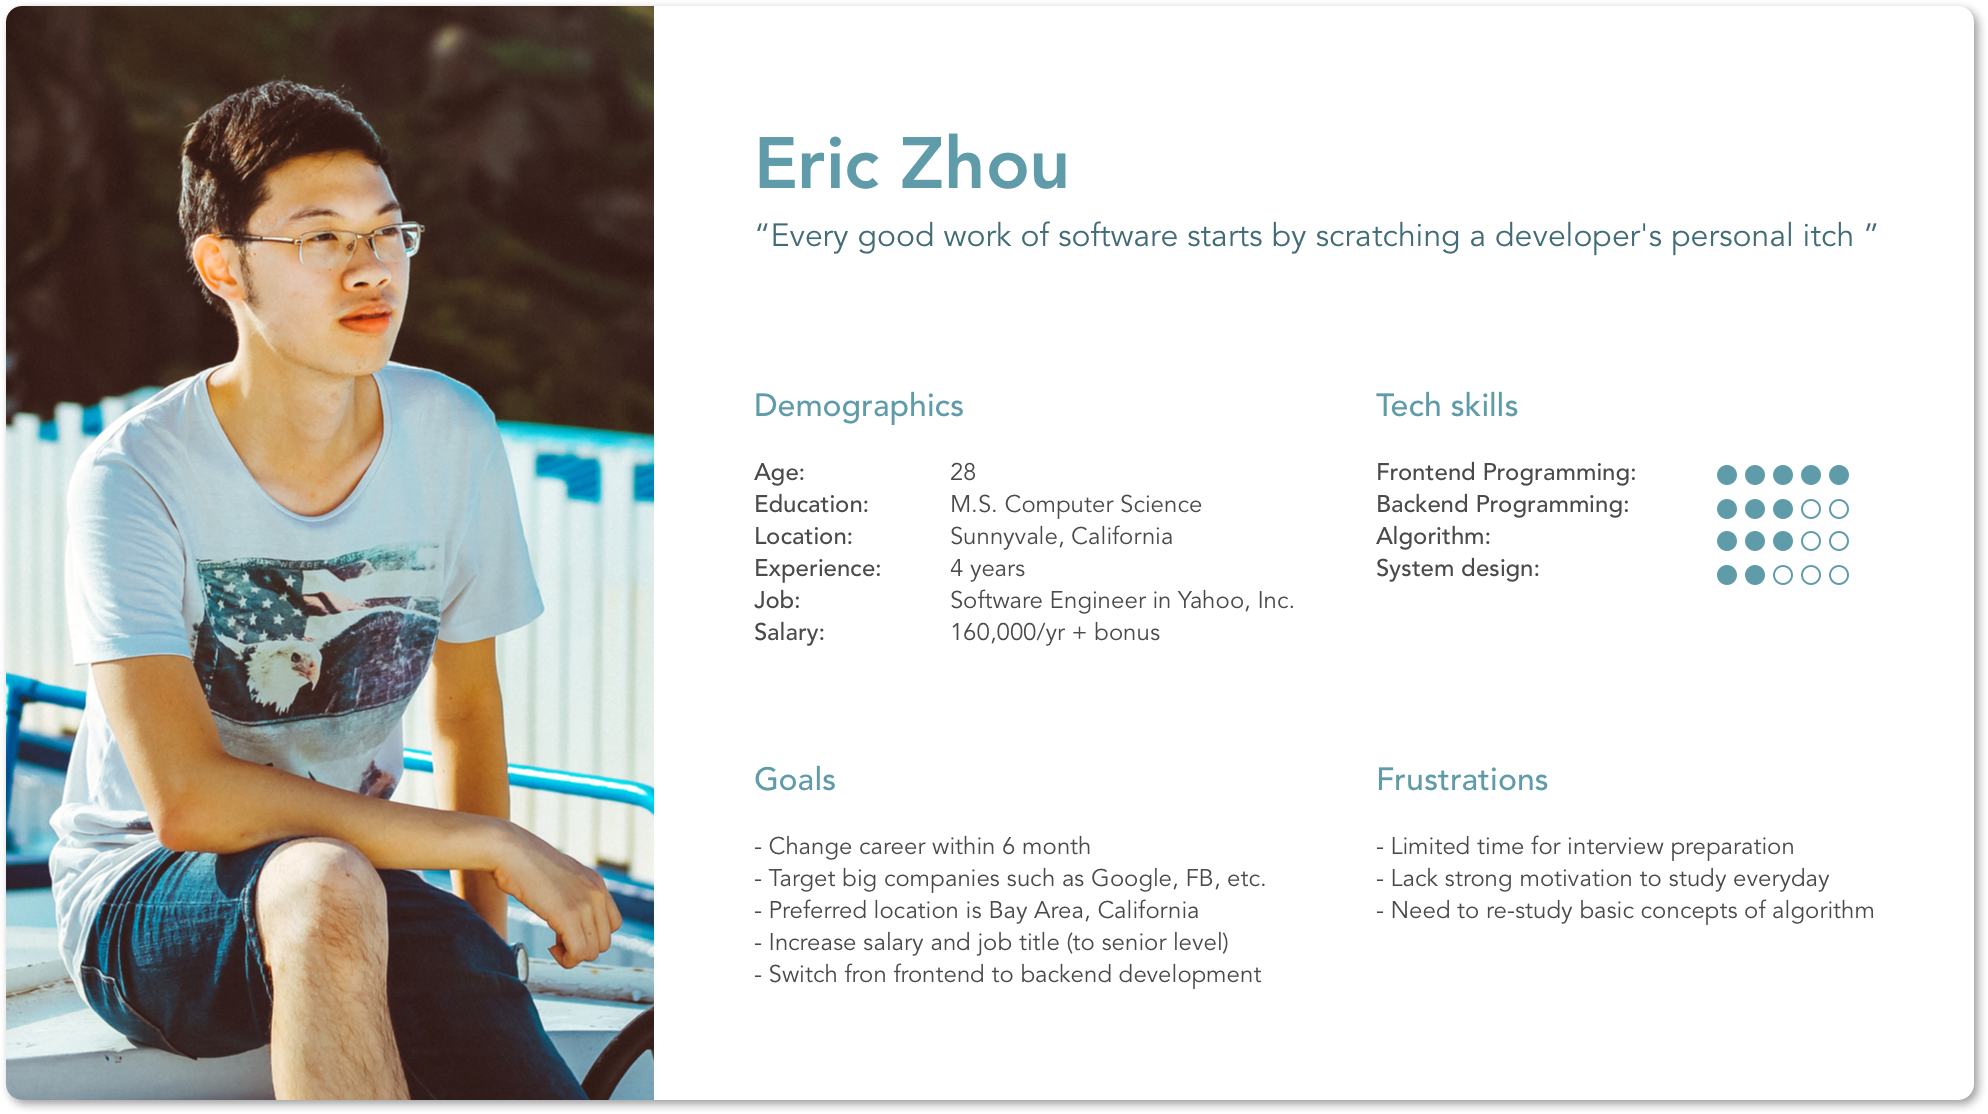 Eric Zhou
“Every good work of software starts by scratching a developer's personal itch ”
Demographics
Age: 28
Education: M.S. Computer Science
Location: Sunnyvale, California
Experience: 4 years
Job: Software Engineer in Yahoo, Inc.
Salary: 160,000/yr + bonus
Tech skills
Frontend Programming:
Backend Programming:
Algorithm:
System design:
Goals
- Change career within 6 month
- Target big companies such as Google, FB, etc.
- Preferred location is Bay Area, California
- Increase salary and job title (to senior level)
- Switch fron frontend to backend development
Frustrations
- Limited time for interview preparation
- Lack strong motivation to study everyday
- Need to re-study basic concepts of algorithm
WE ARE